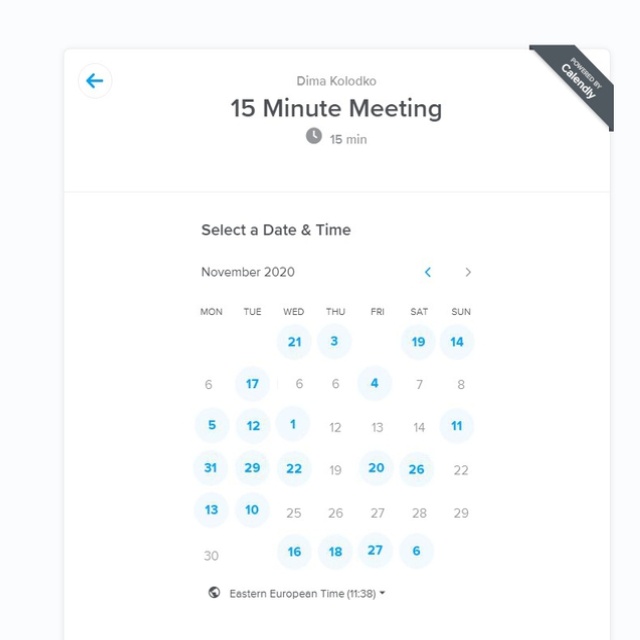 POWERED BY
Calendly
Dima Kolodko
15 Minute Meeting
15 min
Select a Date & Time
November 2020
MON TUE WED THU FRI SAT SUN
21 3 19 14
6 17 6 6 4 7 8
5 12 1 12 13 14 11
31 29 22 19 20 26 22
13 10 25 26 27 28 29
30 16 18 27 6
Eastern European Time (11:38)